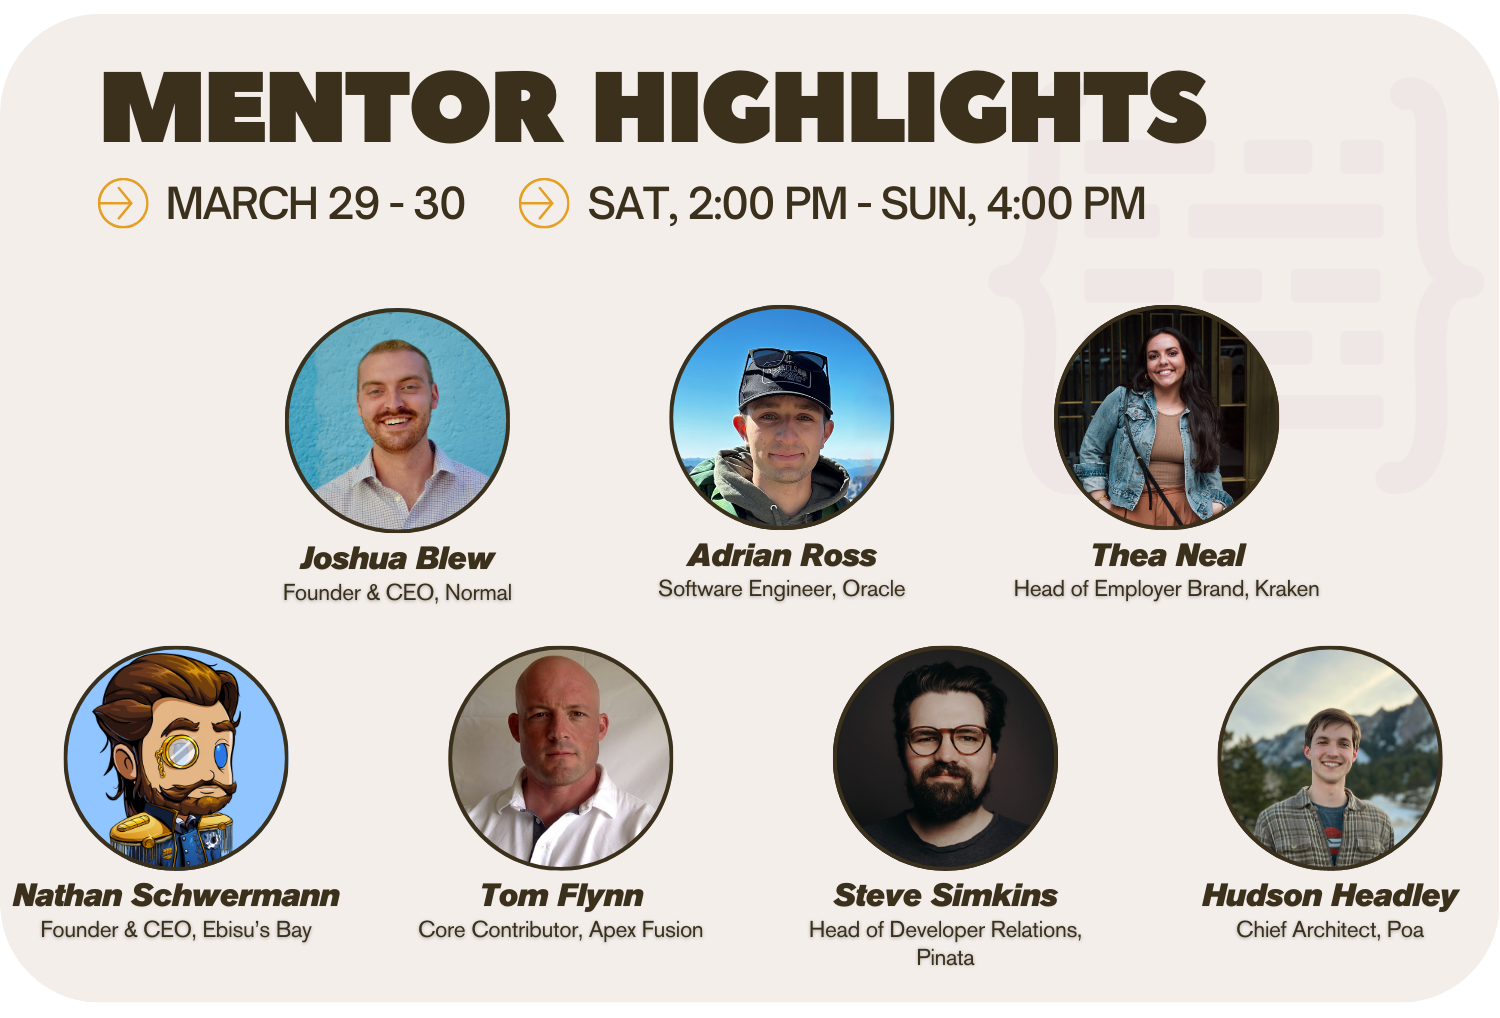 MENTOR HIGHLIGHTS
MARCH 29 - 30
SAT, 2:00 PM - SUN, 4:00 PM
Joshua Blew
Founder & CEO, Normal
Adrian Ross
Software Engineer, Oracle
Thea Neal
Head of Employer Brand, Kraken
Nathan Schwermann
Founder & CEO, Ebisu's Bay
Tom Flynn
Core Contributor, Apex Fusion
Steve Simkins
Head of Developer Relations,
Pinata
Hudson Headley
Chief Architect, Poa